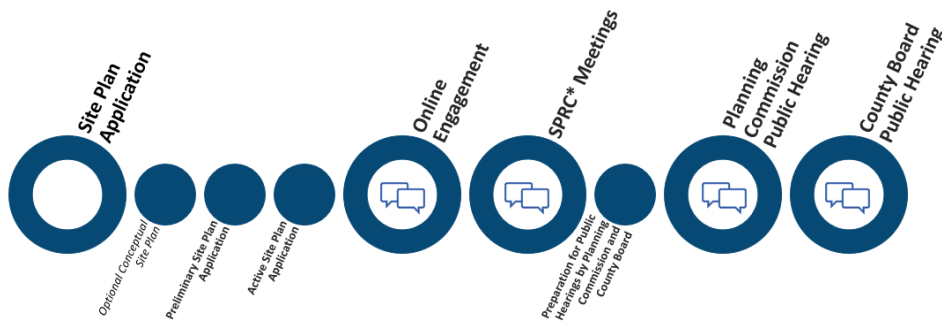 Site Plan
Application
Optional Conceptual
Site Plan
Preliminary Site Plan
Application
Active Site Plan
Application
Online
Engagement
SPRC* Meetings
Preparation for Public
Hearings by Planning
Commission and
County Board
Planning
Commission
Public Hearing
County Board
Public Hearing